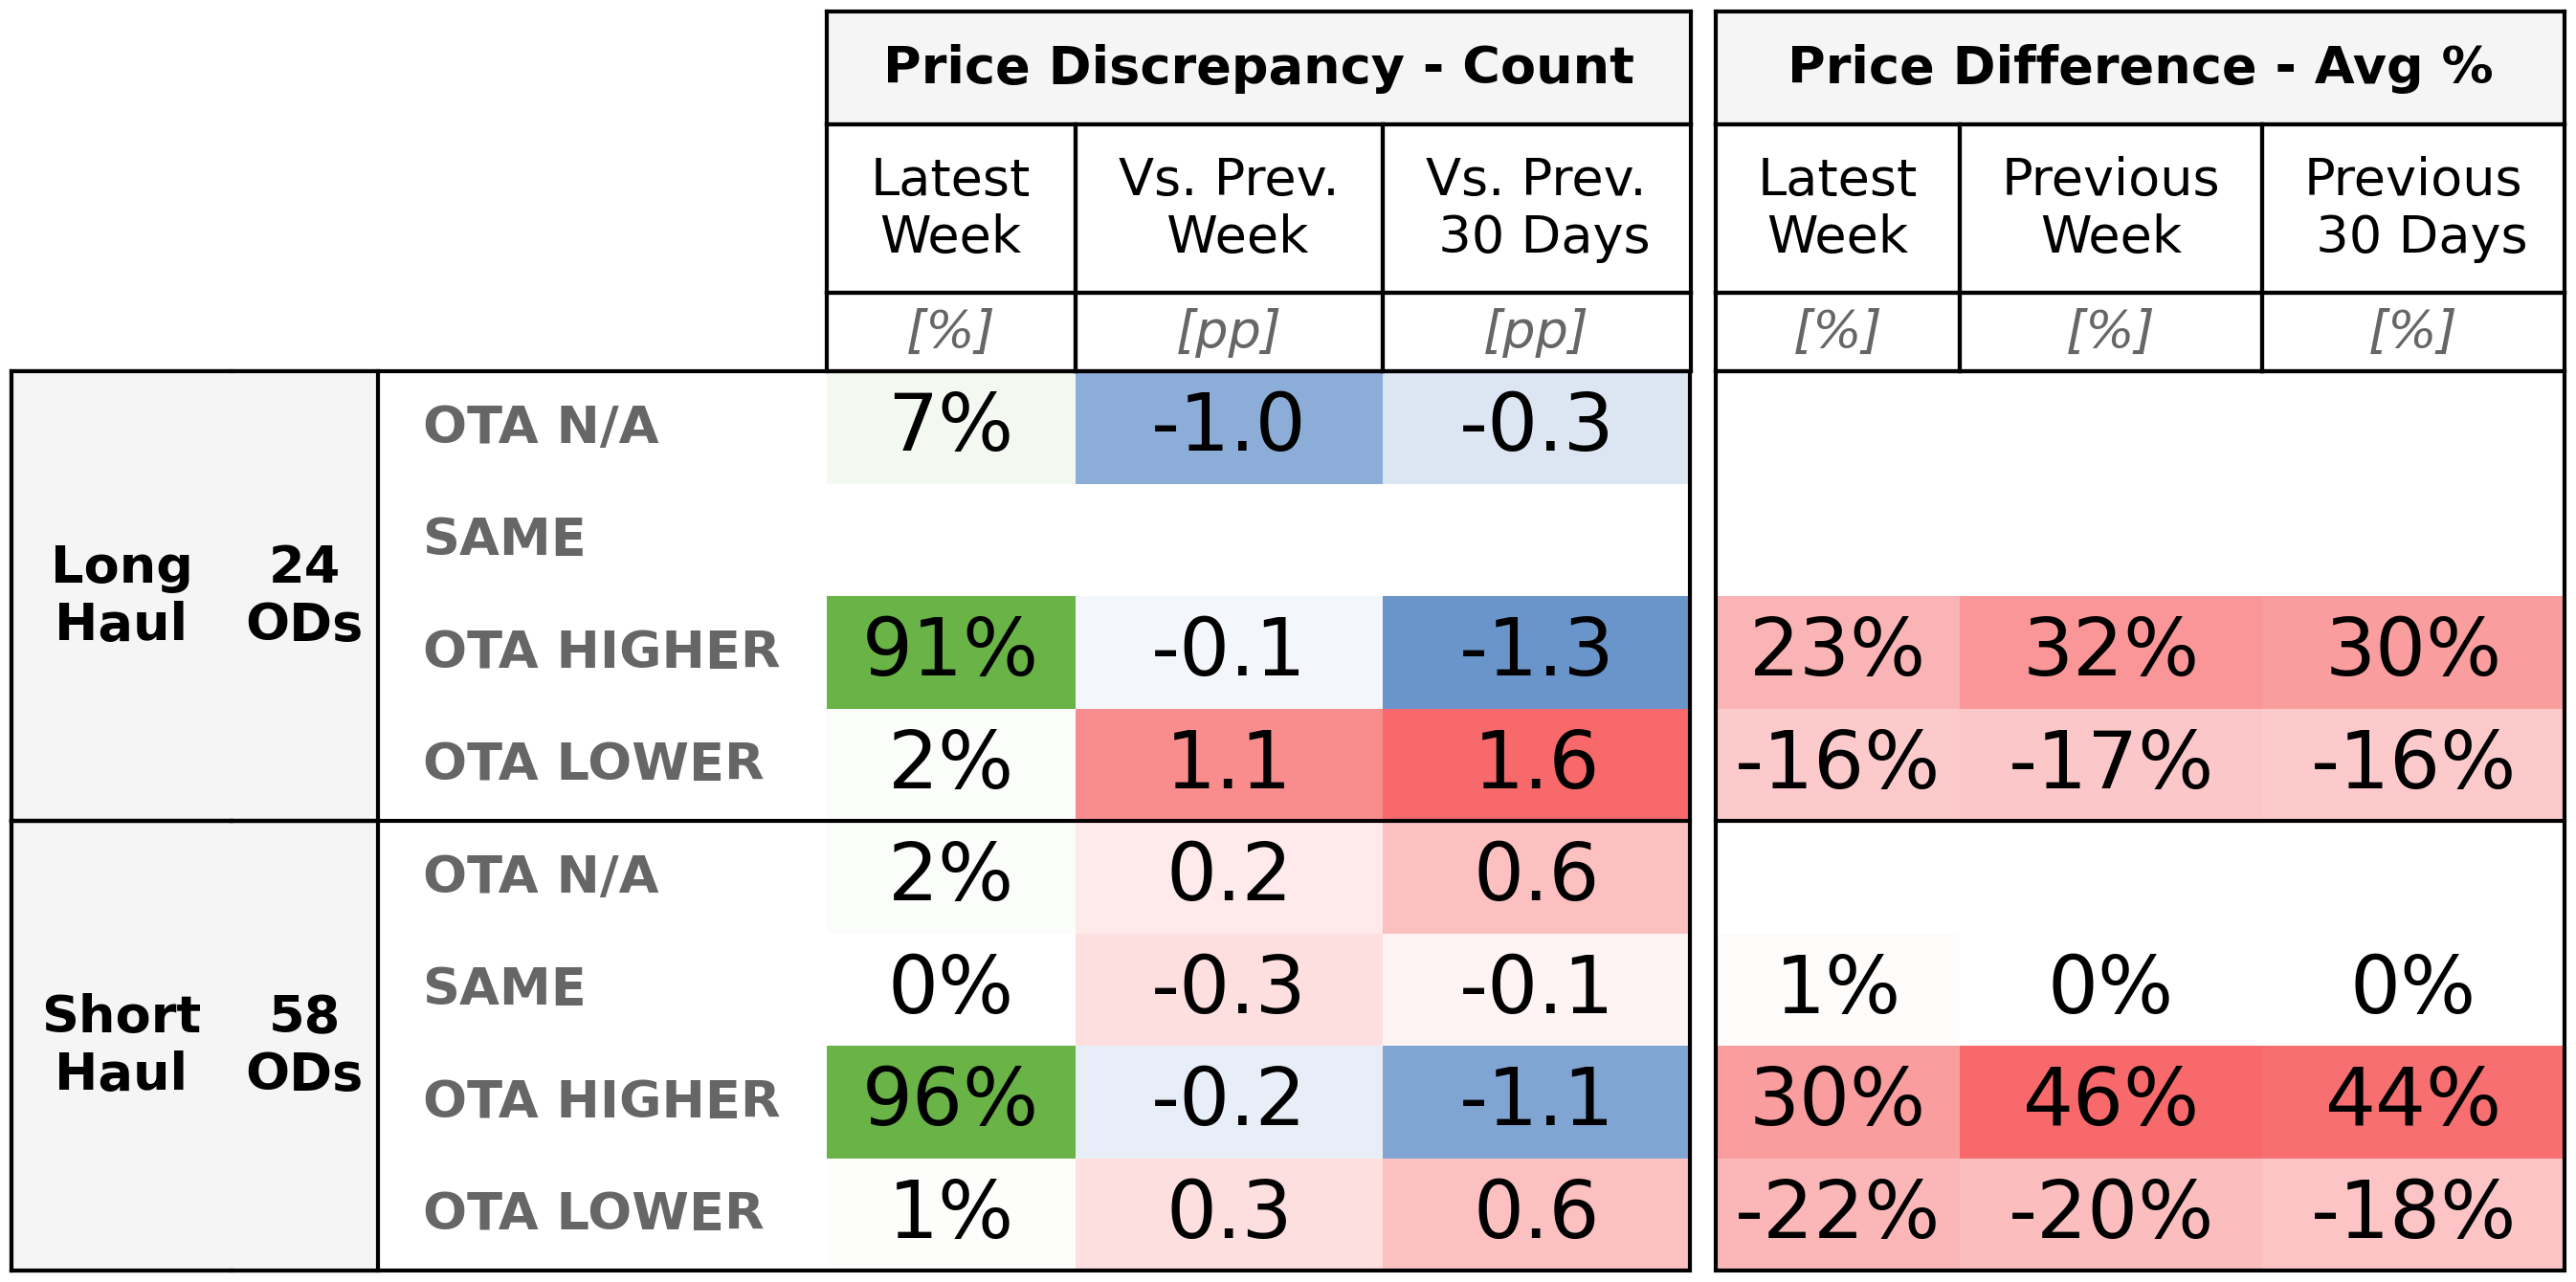 Price Discrepancy - Count Price Difference - Avg %
Latest Week Vs. Prev. Week Vs. Prev. 30 Days Latest Week Previous Week Previous 30 Days
[%] [pp] [pp] [%] [%] [%]
Long Haul 24 ODs
OTA N/A 7% -1.0 -0.3
SAME
OTA HIGHER 91% -0.1 -1.3 23% 32% 30%
OTA LOWER 2% 1.1 1.6 -16% -17% -16%
Short Haul 58 ODs
OTA N/A 2% 0.2 0.6
SAME 0% -0.3 -0.1 1% 0% 0%
OTA HIGHER 96% -0.2 -1.1 30% 46% 44%
OTA LOWER 1% 0.3 0.6 -22% -20% -18%